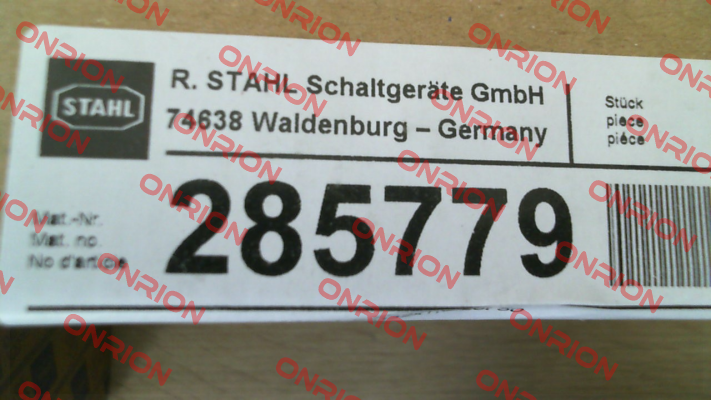 STAHL
R. STAHL Schaltgeräte GmbH
74638 Waldenburg – Germany
Stück
piece
pièce
Mat.-Nr.
Mat. no.
No d'article
285779
ONRION